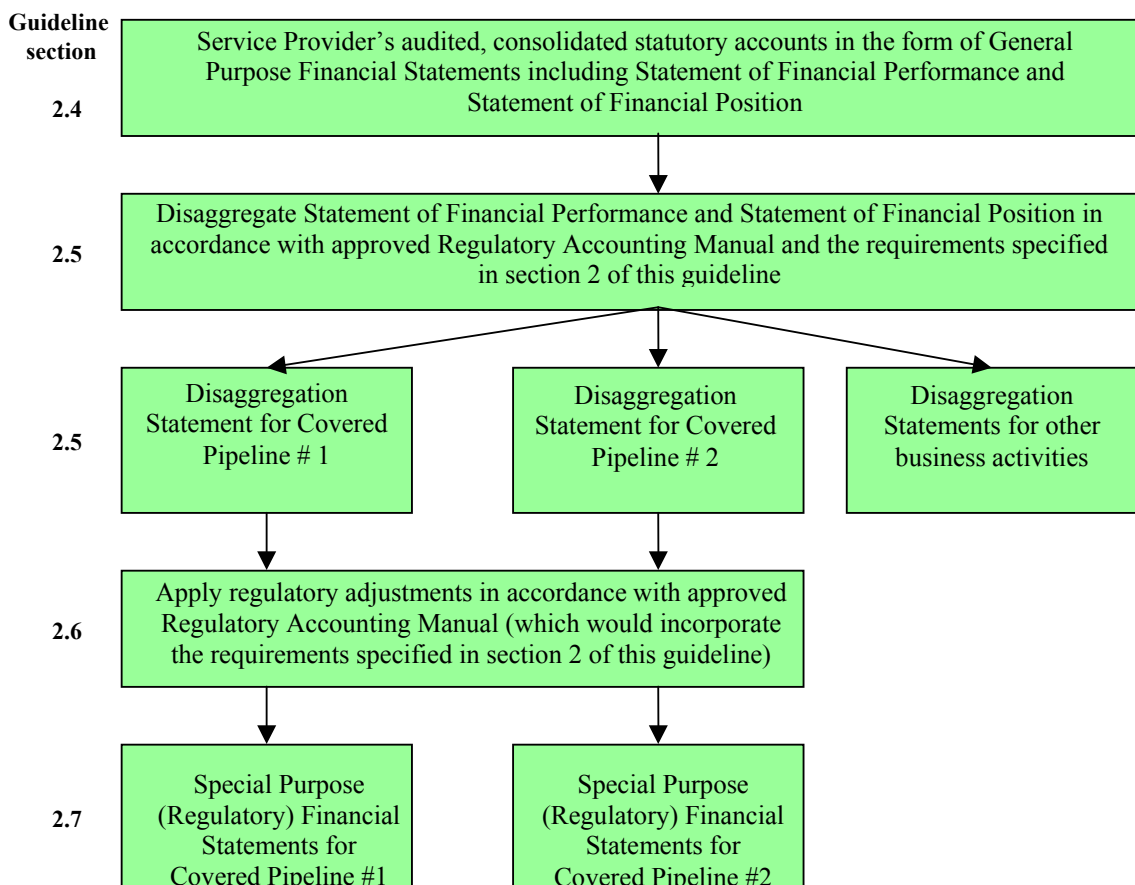 Guideline
section
2.4
Service Provider’s audited, consolidated statutory accounts in the form of General
Purpose Financial Statements including Statement of Financial Performance and
Statement of Financial Position
2.5
Disaggregate Statement of Financial Performance and Statement of Financial Position in
accordance with approved Regulatory Accounting Manual and the requirements specified
in section 2 of this guideline
2.5
Disaggregation
Statement for Covered
Pipeline # 1
Disaggregation
Statement for Covered
Pipeline # 2
Disaggregation
Statements for other
business activities
2.6
Apply regulatory adjustments in accordance with approved
Regulatory Accounting Manual (which would incorporate
the requirements specified in section 2 of this guideline)
2.7
Special Purpose
(Regulatory) Financial
Statements for
Covered Pipeline #1
Special Purpose
(Regulatory) Financial
Statements for
Covered Pipeline #2